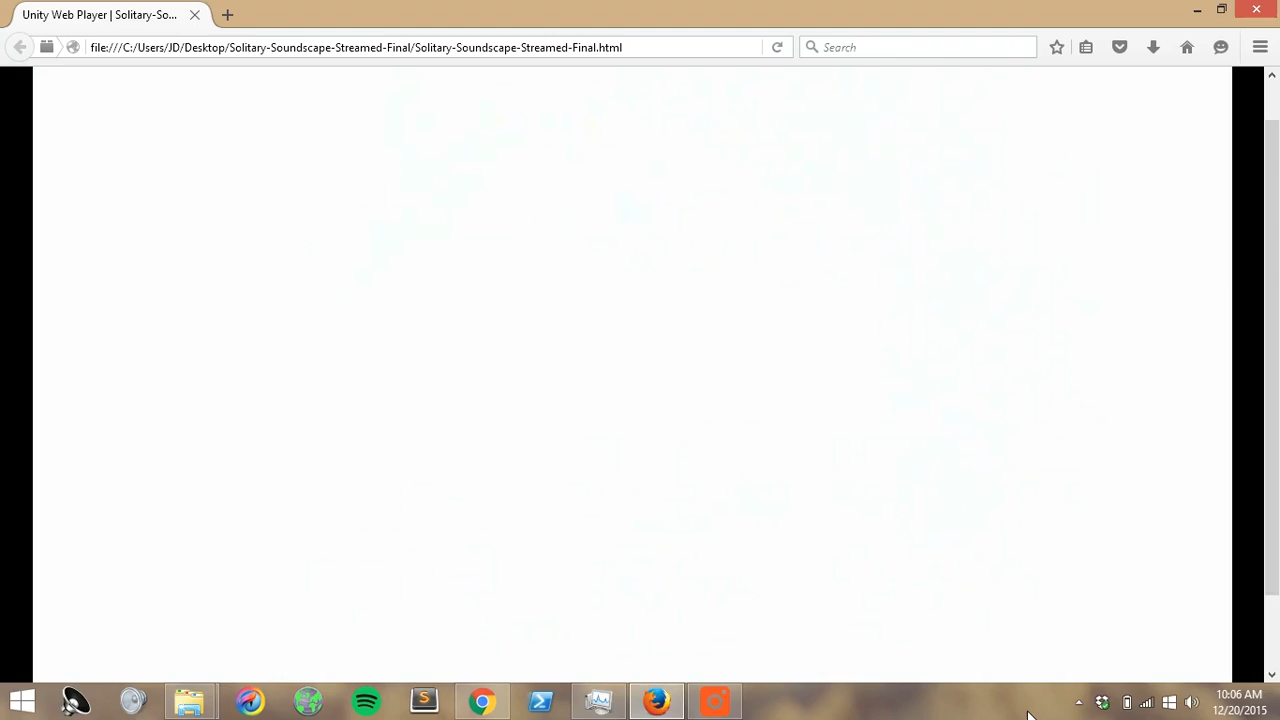 Unity Web Player | Solitary-So...
file:///C:/Users/JD/Desktop/Solitary-Soundscape-Streamed-Final/Solitary-Soundscape-Streamed-Final.html
Search
S
10:06 AM
12/20/2015